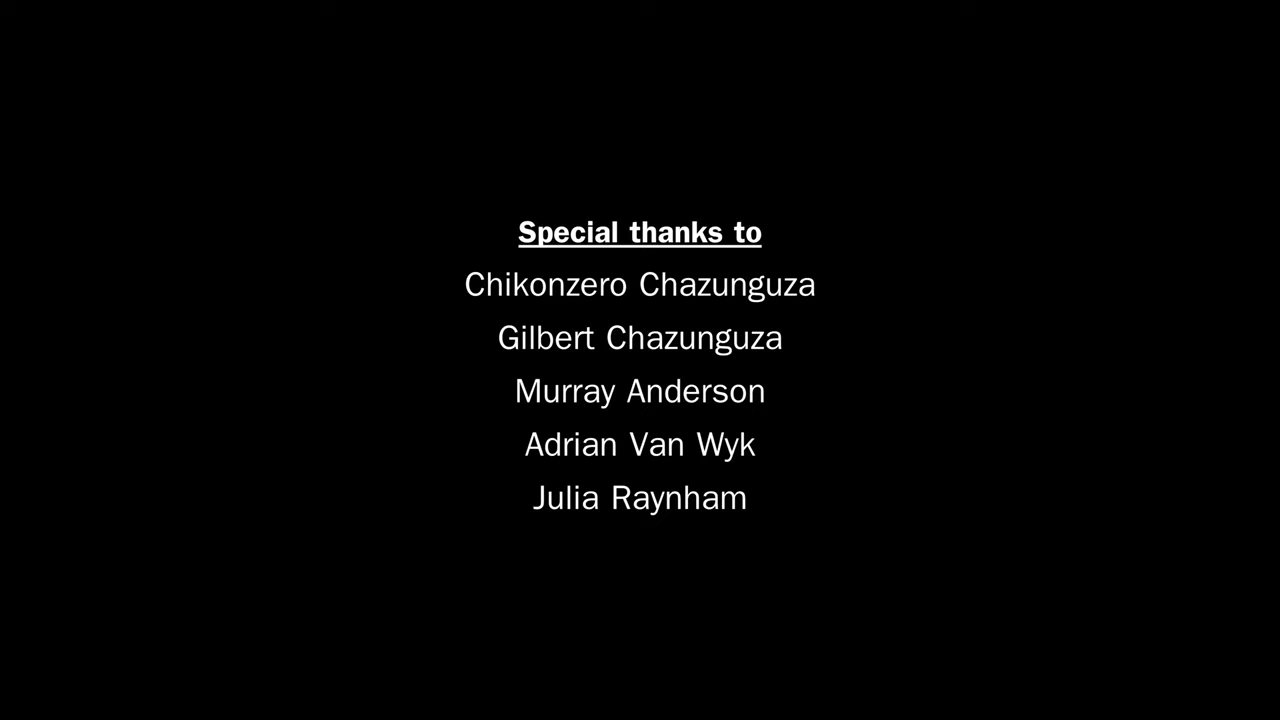 Special thanks to
Chikonzero Chazunguza
Gilbert Chazunguza
Murray Anderson
Adrian Van Wyk
Julia Raynham